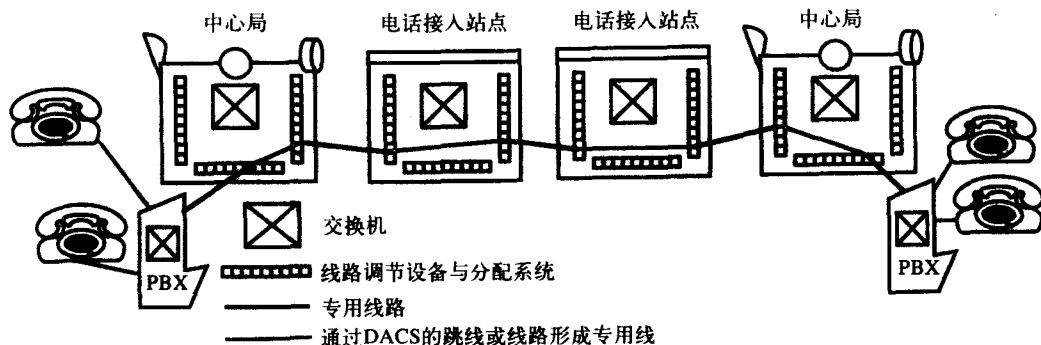 中心局
电话接入站点
电话接入站点
中心局
PBX
交换机
PBX
线路调节设备与分配系统
专用线路
通过DACS的跳线或线路形成专用线